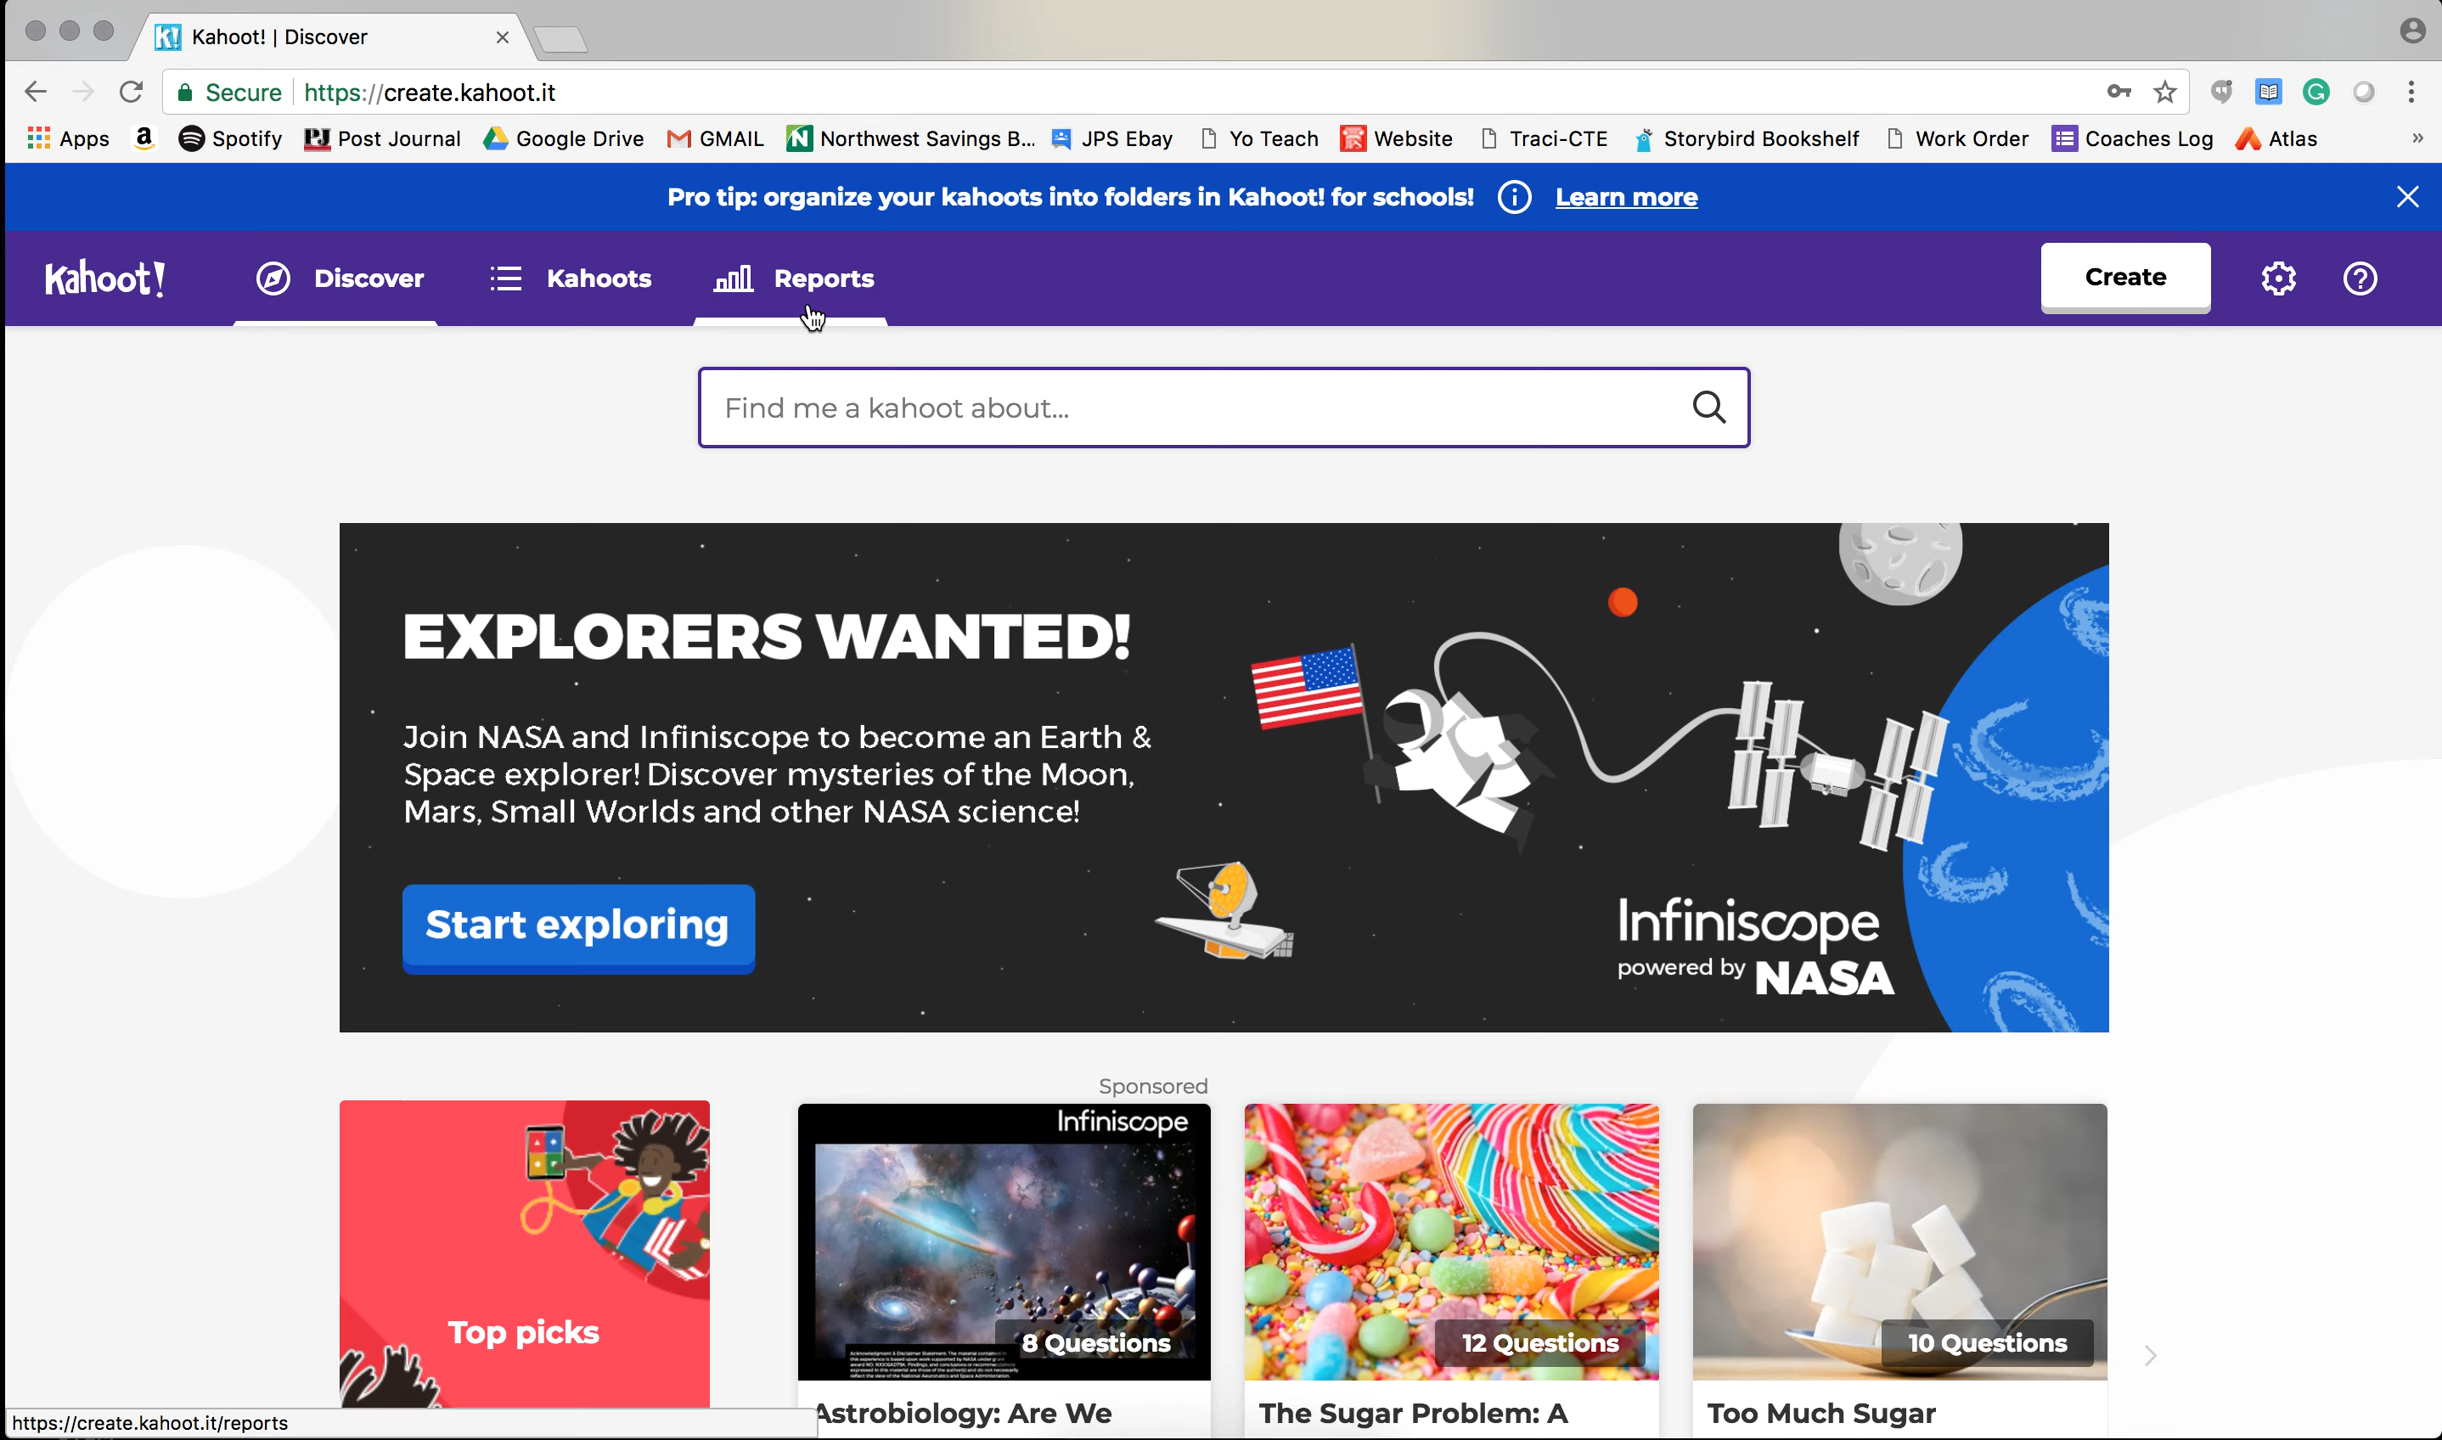 Kahoot! | Discover
Secure https://create.kahoot.it
Apps Spotify Post Journal Google Drive GMAIL Northwest Savings B... JPS Ebay Yo Teach Website Traci-CTE Storybird Bookshelf Work Order Coaches Log Atlas »
Pro tip: organize your kahoots into folders in Kahoot! for schools! Learn more
Kahoot! Discover Kahoots Reports Create
Find me a kahoot about...
EXPLORERS WANTED!
Join NASA and Infiniscope to become an Earth &
Space explorer! Discover mysteries of the Moon,
Mars, Small Worlds and other NASA science!
Start exploring
Infiniscope
powered by NASA
Sponsored
Top picks
Infiniscope
8 Questions
Astrobiology: Are We
12 Questions
The Sugar Problem: A
10 Questions
Too Much Sugar
https://create.kahoot.it/reports